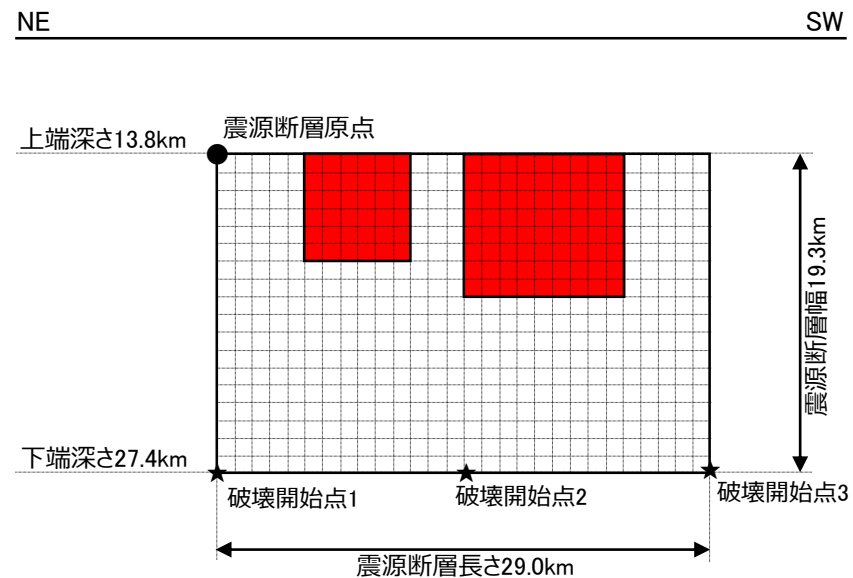 NE
SW
上端深さ13.8km
震源断層原点
震源断層幅19.3km
下端深さ27.4km
破壊開始点1
破壊開始点2
破壊開始点3
震源断層長さ29.0km